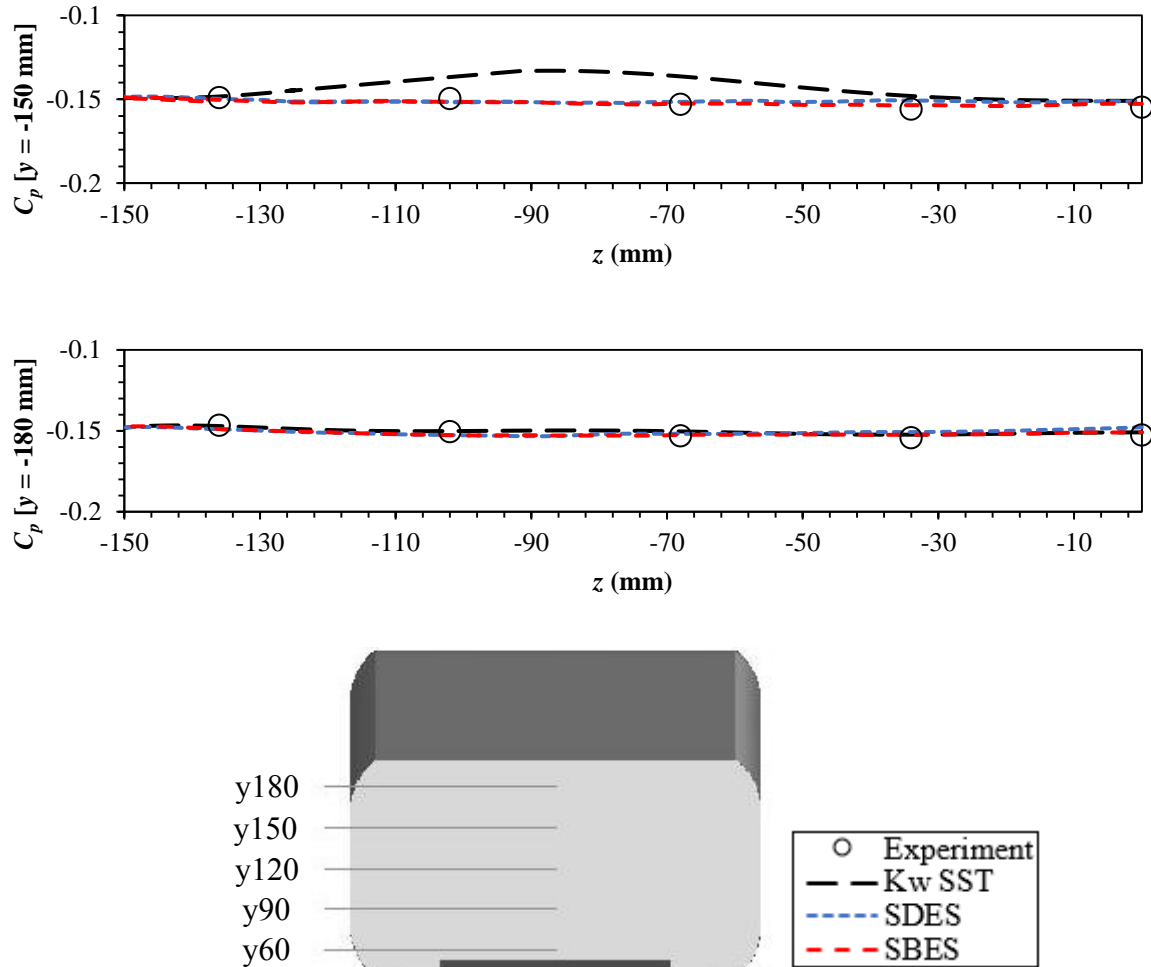 -0.1
-0.15
-0.2
Cp [y = -150 mm]
-150 -130 -110 -90 -70 -50 -30 -10
z (mm)
-0.1
-0.15
-0.2
Cp [y = -180 mm]
-150 -130 -110 -90 -70 -50 -30 -10
z (mm)
y180
y150
y120
y90
y60
Experiment
Kw SST
SDES
SBES